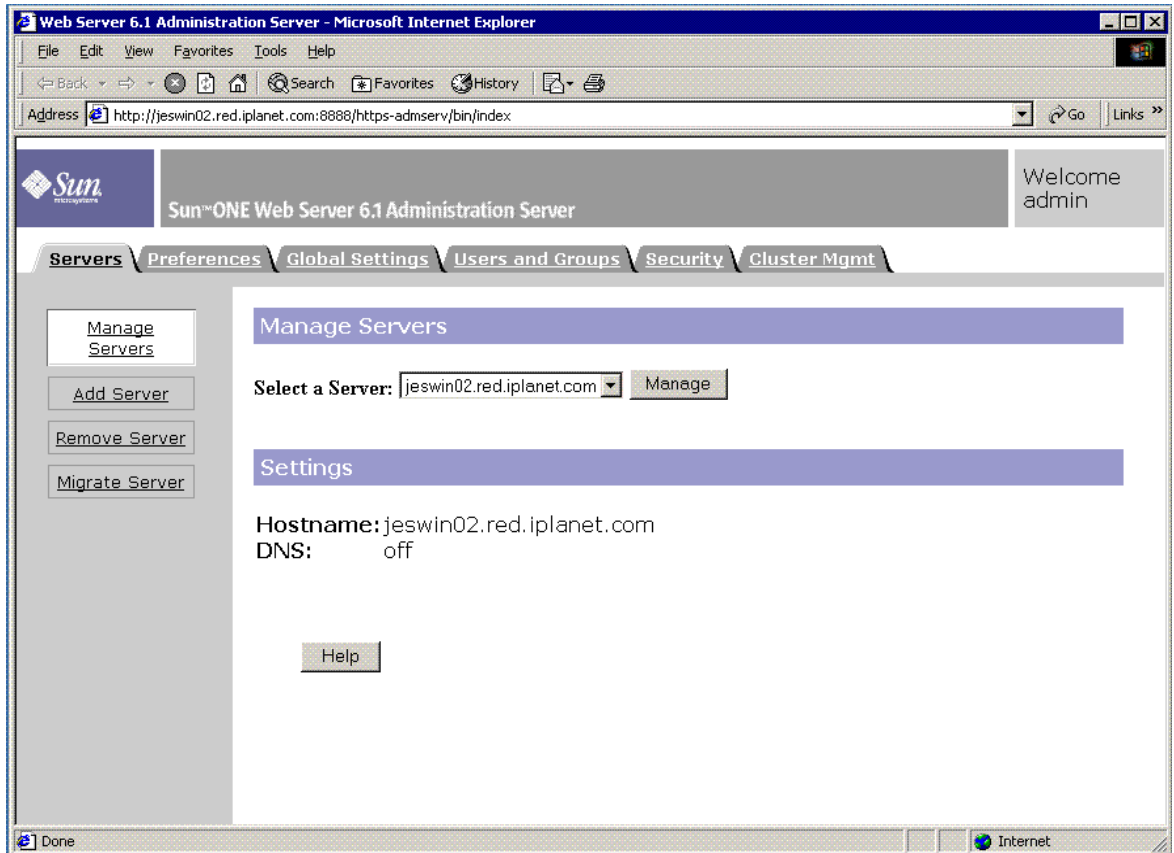 Web Server 6.1 Administration Server - Microsoft Internet Explorer
File Edit View Favorites Tools Help
Back Search Favorites History
Address http://jeswin02.red.iplanet.com:8888/https-admserv/bin/index Go Links »
Sun
microsystems
Sun™ONE Web Server 6.1 Administration Server
Welcome
admin
Servers Preferences Global Settings Users and Groups Security Cluster Mgmt
Manage
Servers
Add Server
Remove Server
Migrate Server
Manage Servers
Select a Server: jeswin02.red.iplanet.com Manage
Settings
Hostname: jeswin02.red.iplanet.com
DNS: off
Help
Done Internet